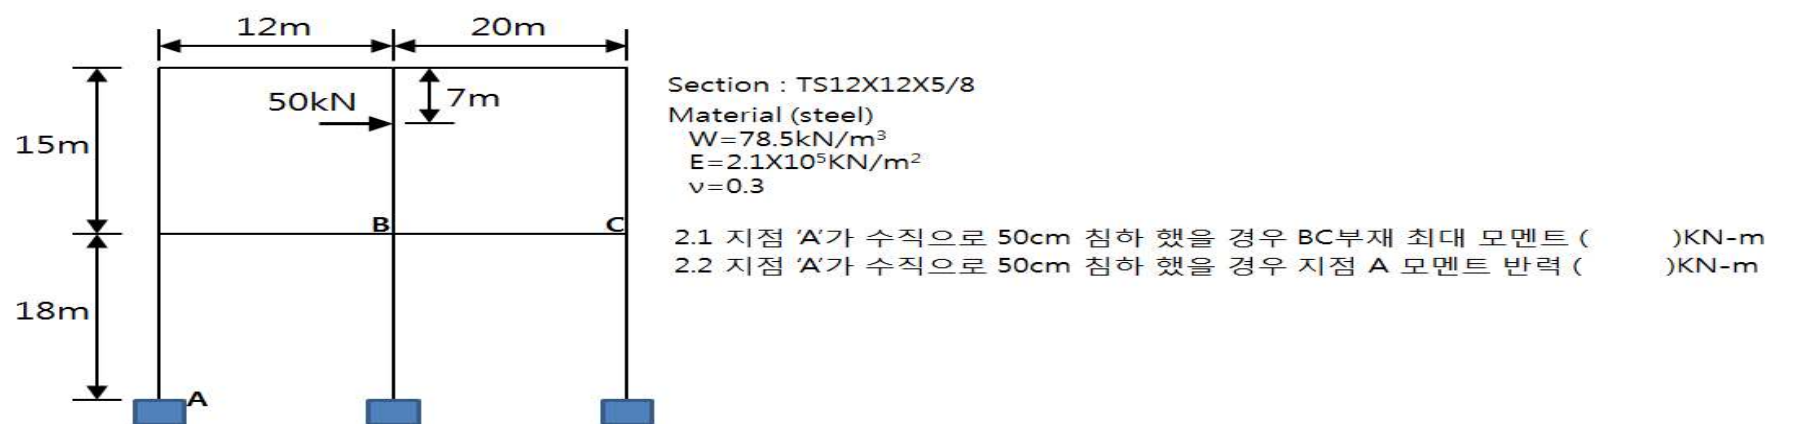 12m
20m
50kN
7m
15m
B
C
18m
A
Section : TS12X12X5/8
Material (steel)
W=78.5kN/m³
E=2.1X10⁵KN/m²
ν=0.3
2.1 지점 ‘A’가 수직으로 50cm 침하 했을 경우 BC부재 최대 모멘트 ( )KN-m
2.2 지점 ‘A’가 수직으로 50cm 침하 했을 경우 지점 A 모멘트 반력 ( )KN-m